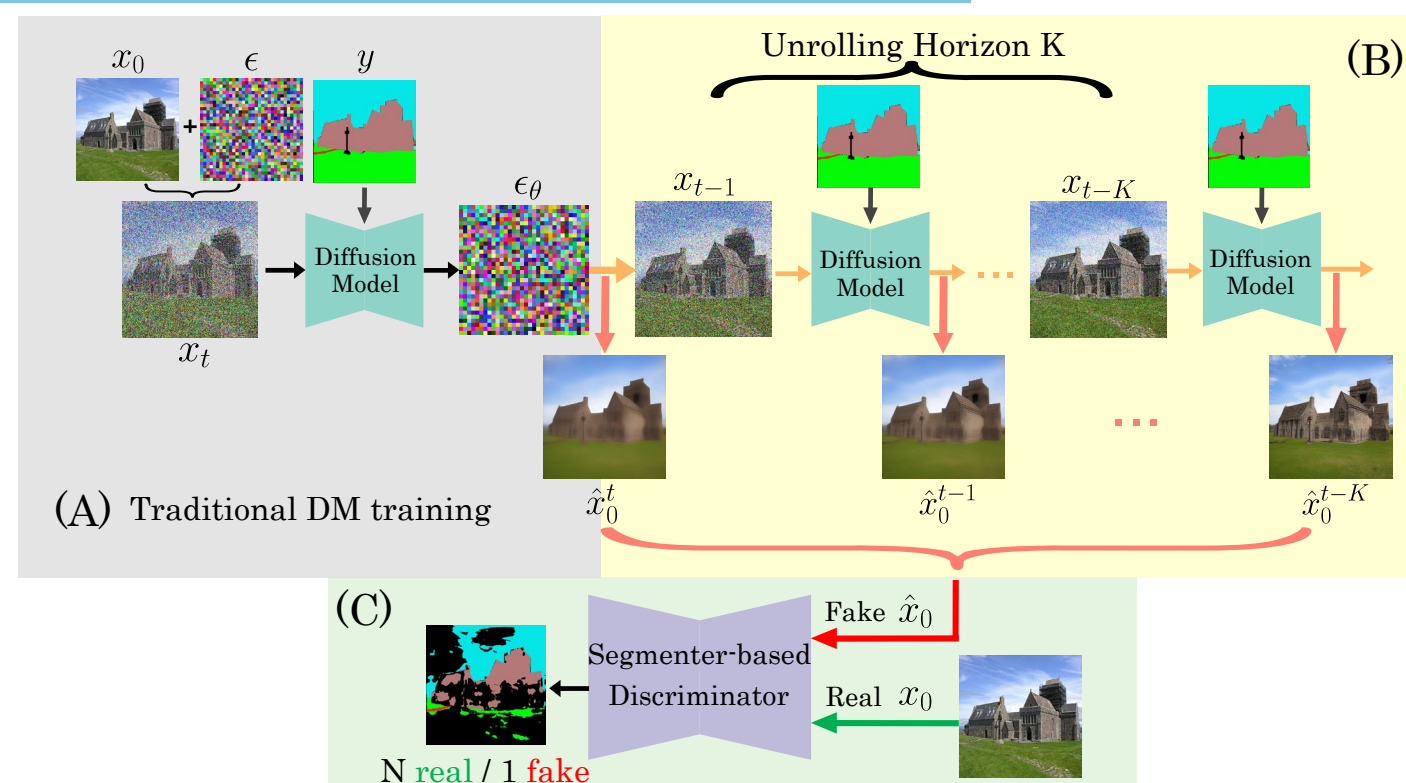 x_0
ϵ
y
+
x_t
Diffusion
Model
ϵ_θ
(A) Traditional DM training
Unrolling Horizon K
(B)
x_{t−1}
Diffusion
Model
...
x_{t−K}
Diffusion
Model
x̂_0^t
x̂_0^{t−1}
...
x̂_0^{t−K}
(C)
Segmenter-based
Discriminator
Fake x̂_0
Real x_0
N real / 1 fake